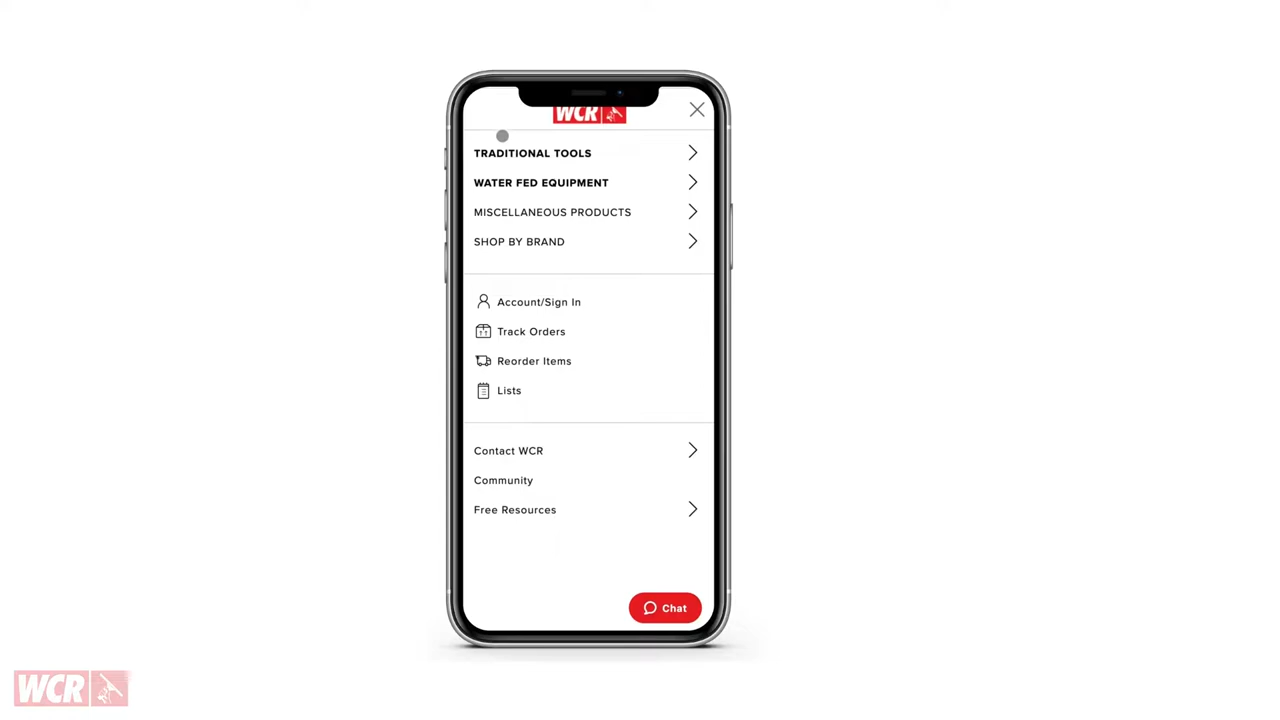 WCR
TRADITIONAL TOOLS
WATER FED EQUIPMENT
MISCELLANEOUS PRODUCTS
SHOP BY BRAND
Account/Sign In
Track Orders
Reorder Items
Lists
Contact WCR
Community
Free Resources
Chat
WCR